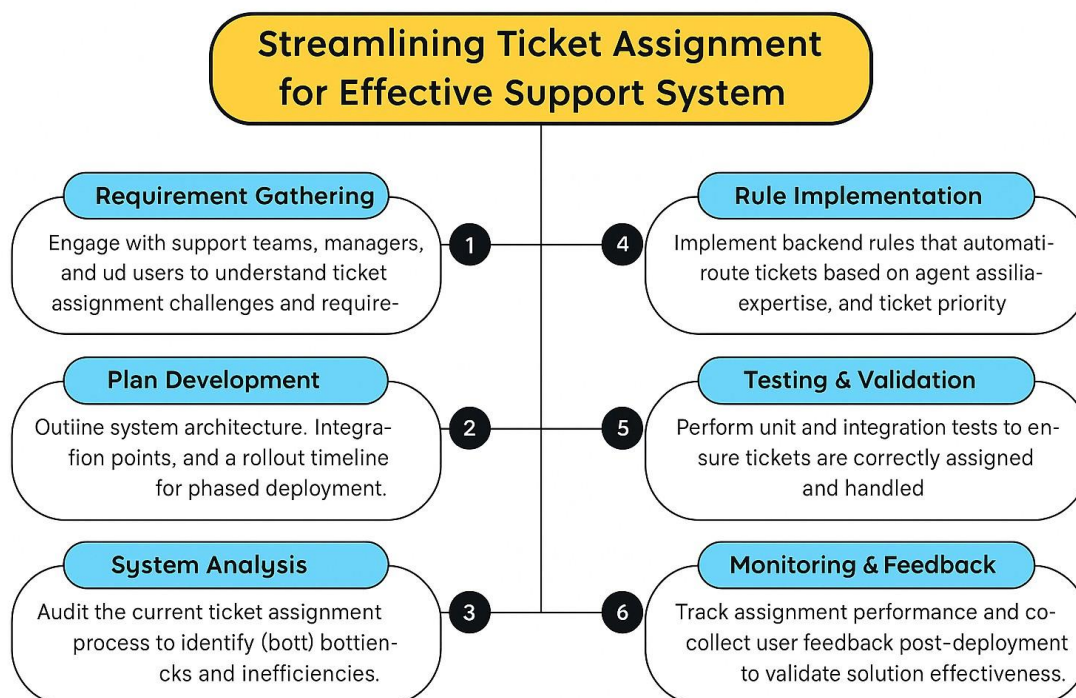 Streamlining Ticket Assignment
for Effective Support System
Requirement Gathering
Engage with support teams, managers,
and ud users to understand ticket
assignment challenges and require-
1
Plan Development
Outiine system architecture. Integra-
fion points, and a rollout timeline
for phased deployment.
2
System Analysis
Audit the current ticket assignment
process to identify (bott) bottien-
cks and inefficiencies.
3
Rule Implementation
Implement backend rules that automati-
route tickets based on agent assilia-
expertise, and ticket priority
4
Testing & Validation
Perform unit and integration tests to en-
sure tickets are correctly assigned
and handled
5
Monitoring & Feedback
Track assignment performance and co-
collect user feedback post-deployment
to validate solution effectiveness.
6